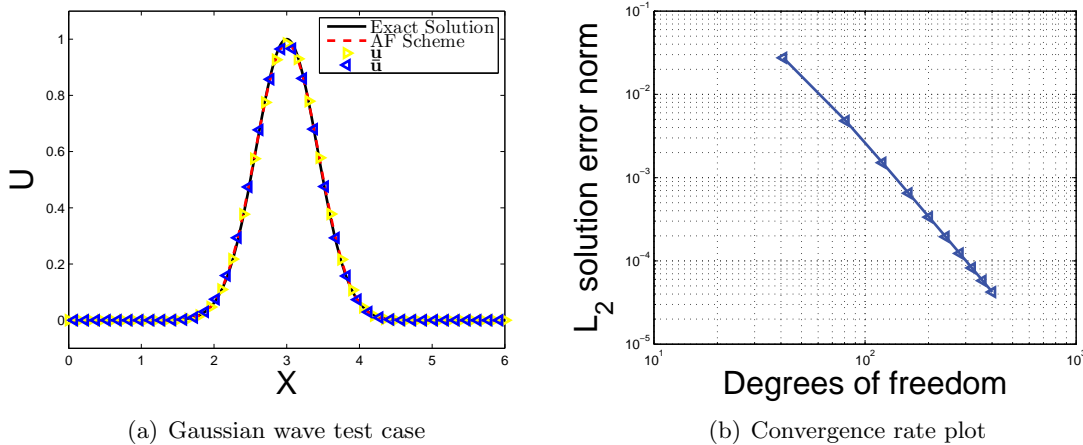 Exact Solution
AF Scheme
u
ū
1
0.8
0.6
0.4
0.2
0
0 1 2 3 4 5 6
U
X
(a) Gaussian wave test case
10⁻¹
10⁻²
10⁻³
10⁻⁴
10⁻⁵
10¹ 10² 10³
L₂ solution error norm
Degrees of freedom
(b) Convergence rate plot